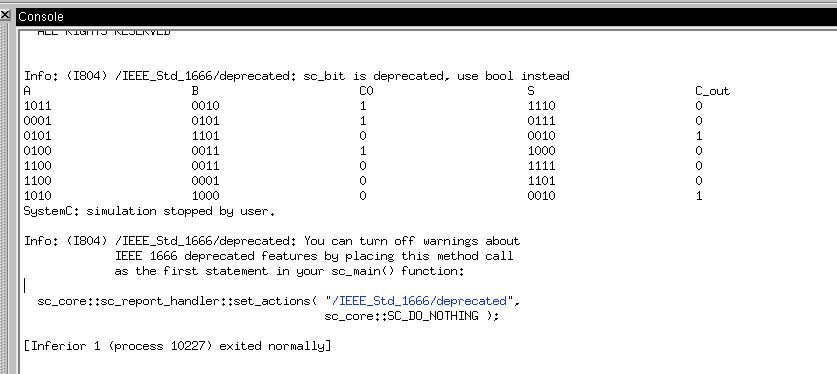 Console
ALL RIGHTS RESERVED
Info: (I804) /IEEE_Std_1666/deprecated: sc_bit is deprecated, use bool instead
A B C0 S C_out
1011 0010 1 1110 0
0001 0101 1 0111 0
0101 1101 0 0010 1
0100 0011 1 1000 0
1100 0011 0 1111 0
1100 0001 0 1101 0
1010 1000 0 0010 1
SystemC: simulation stopped by user.
Info: (I804) /IEEE_Std_1666/deprecated: You can turn off warnings about
IEEE 1666 deprecated features by placing this method call
as the first statement in your sc_main() function:
sc_core::sc_report_handler::set_actions( "/IEEE_Std_1666/deprecated",
sc_core::SC_DO_NOTHING );
[Inferior 1 (process 10227) exited normally]